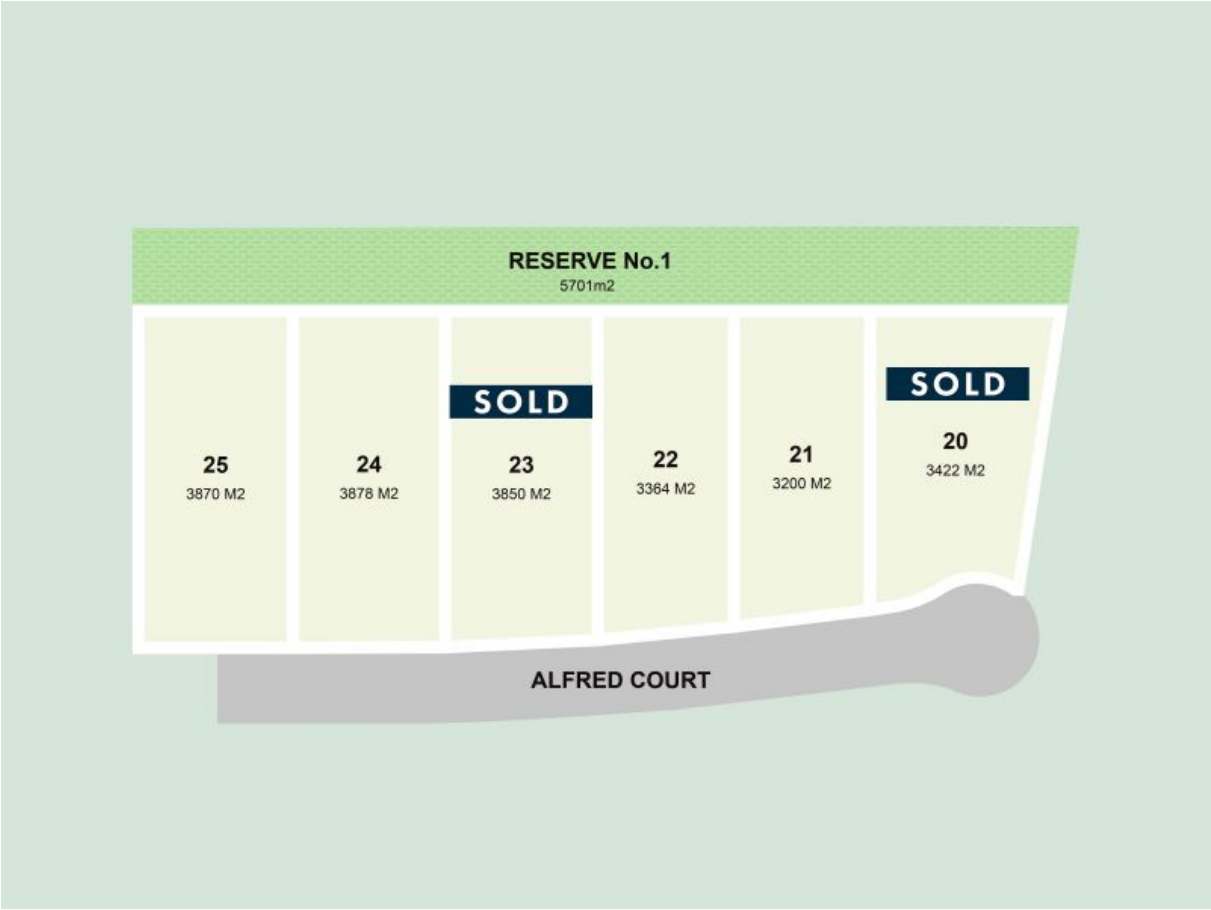 RESERVE No.1
5701m2
SOLD
SOLD
25
3870 M2
24
3878 M2
23
3850 M2
22
3364 M2
21
3200 M2
20
3422 M2
ALFRED COURT